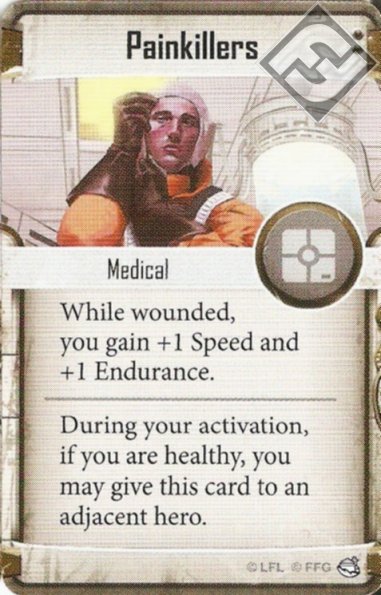 Painkillers
Medical
While wounded,
you gain +1 Speed and
+1 Endurance.
During your activation,
if you are healthy, you
may give this card to an
adjacent hero.
©LFL ©FFG